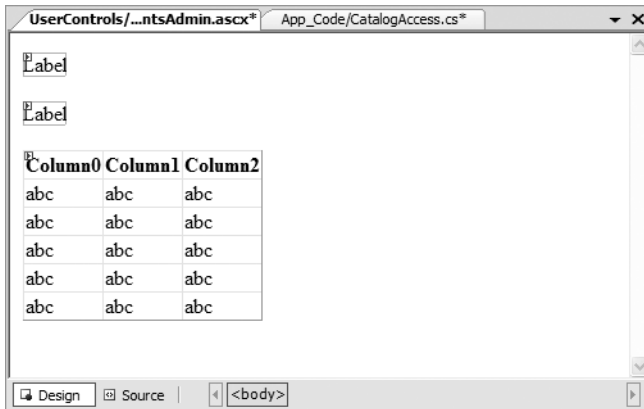 UserControls/...ntsAdmin.ascx* App_Code/CatalogAccess.cs*
Label
Label
Column0 Column1 Column2
abc abc abc
abc abc abc
abc abc abc
abc abc abc
abc abc abc
Design Source <body>